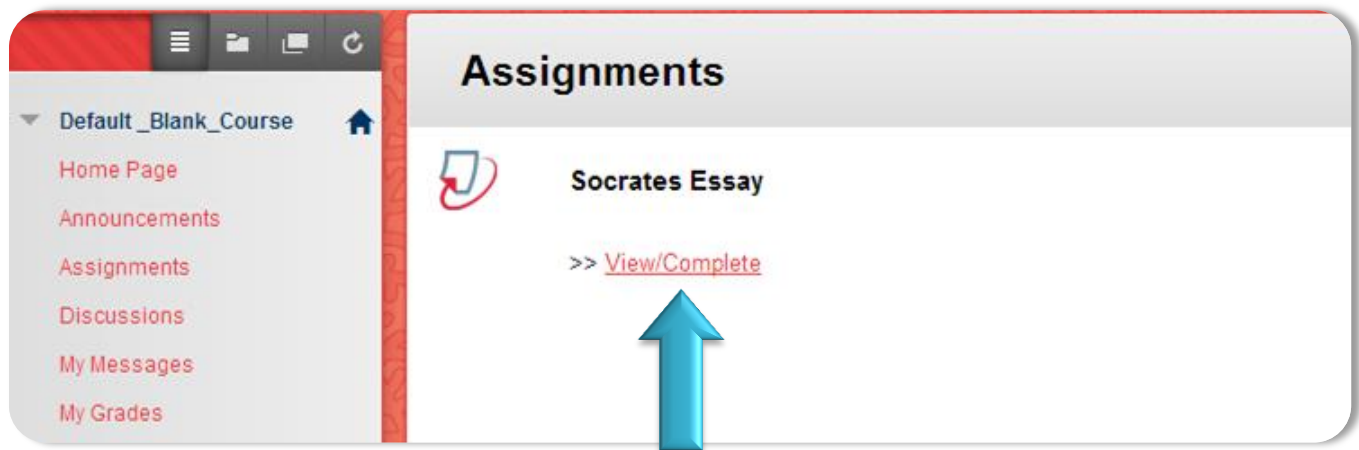 Default _Blank_Course
Home Page
Announcements
Assignments
Discussions
My Messages
My Grades
Assignments
Socrates Essay
>> View/Complete